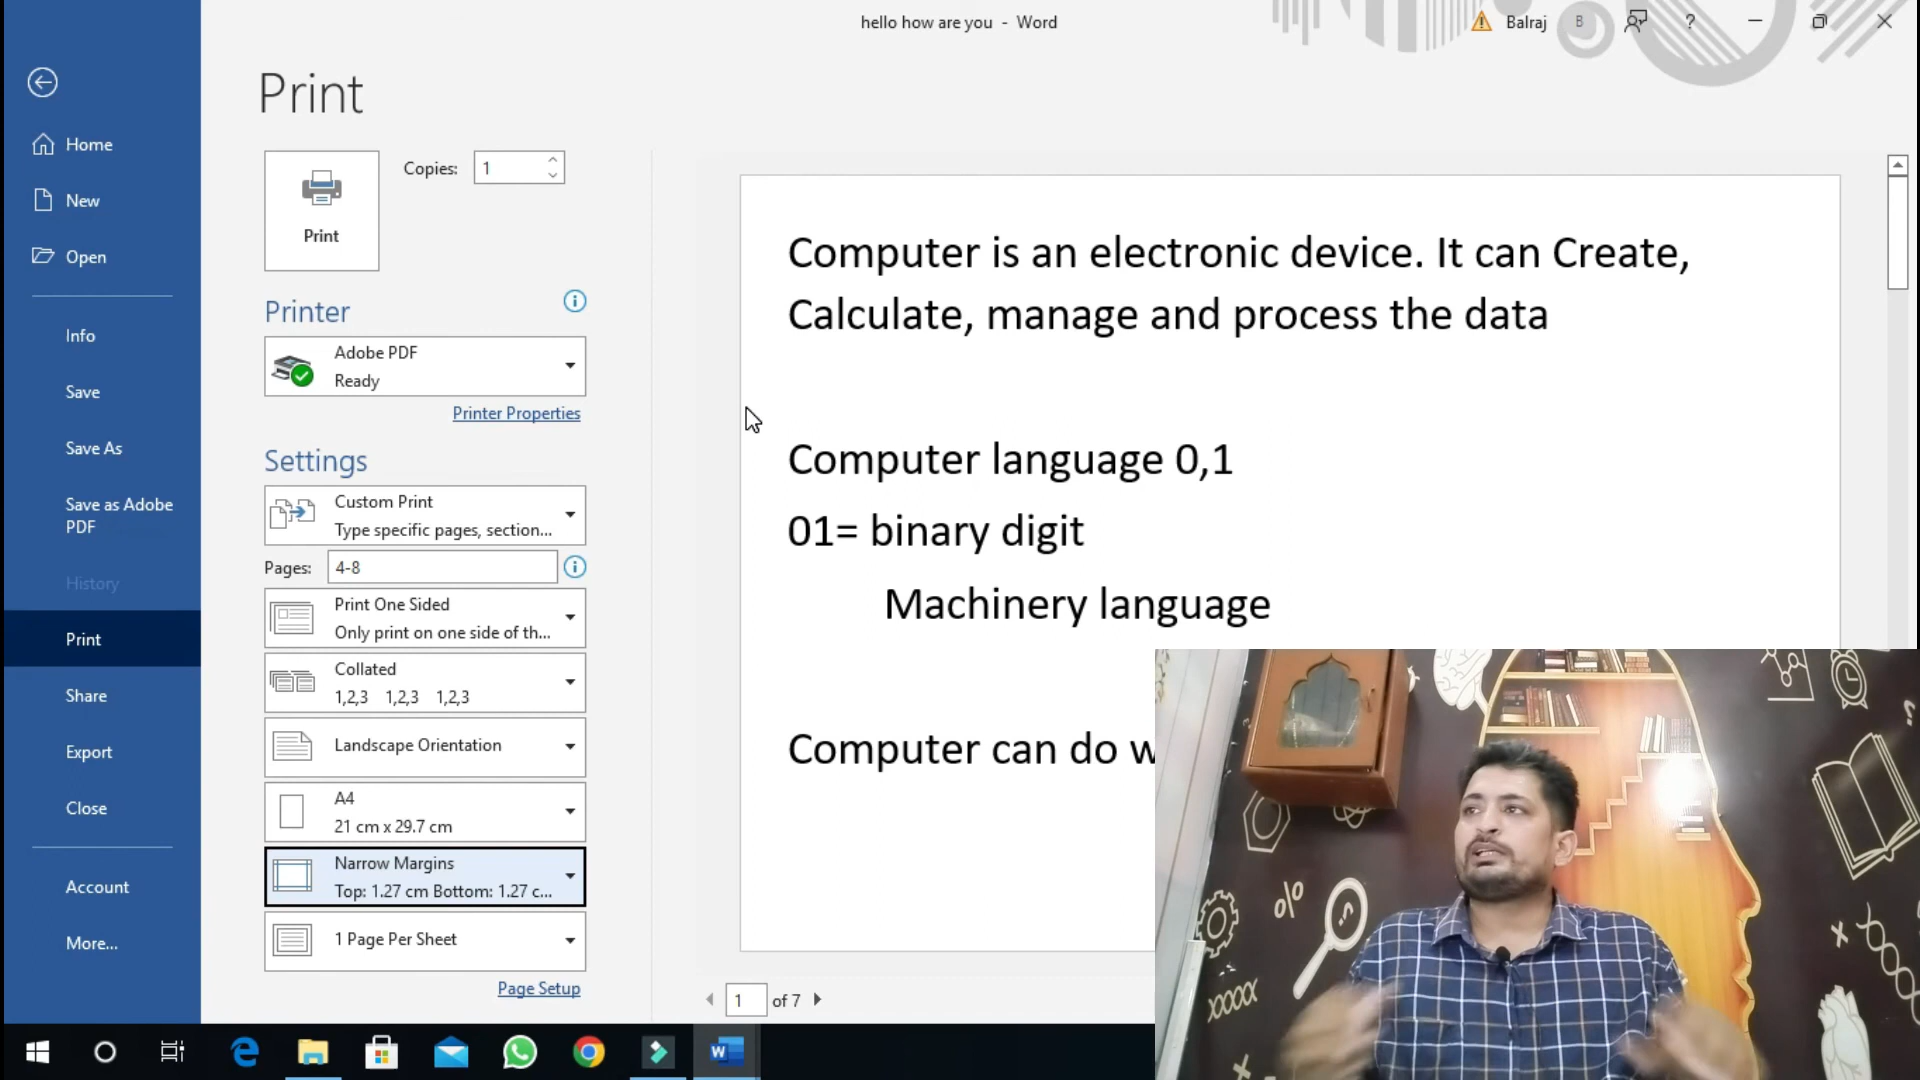 hello how are you - Word
Balraj
B
?
Print
Home
New
Open
Info
Save
Save As
Save as Adobe
PDF
History
Print
Share
Export
Close
Account
More...
Print
Copies:
1
Printer
Adobe PDF
Ready
Printer Properties
Settings
Custom Print
Type specific pages, section...
Pages:
4-8
Print One Sided
Only print on one side of th...
Collated
1,2,3 1,2,3 1,2,3
Landscape Orientation
A4
21 cm x 29.7 cm
Narrow Margins
Top: 1.27 cm Bottom: 1.27 c...
1 Page Per Sheet
Page Setup
Computer is an electronic device. It can Create,
Calculate, manage and process the data
Computer language 0,1
01= binary digit
Machinery language
Computer can do w
1 of 7
%